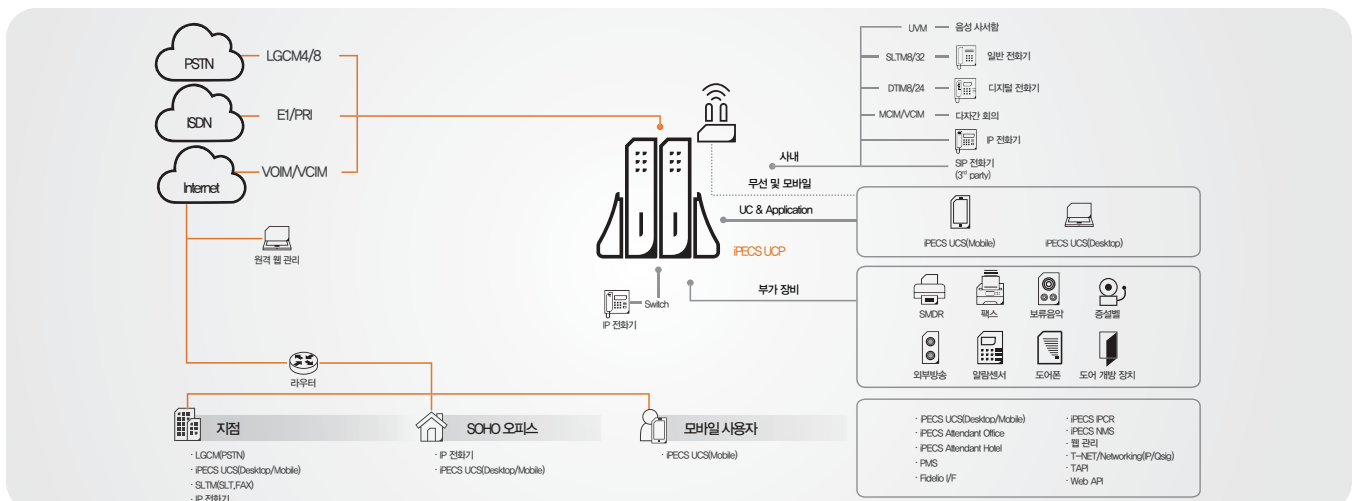 PSTN
LGCM4/8
ISDN
E1/PRI
Internet
VOIM/VCIM
원격 웹 관리
라우터
iPECS UCP
Switch
IP 전화기
사내
무선 및 모바일
UC & Application
부가 장비
UVM
음성 사서함
SLTM8/32
일반 전화기
DTIM8/24
디지털 전화기
MCIM/VCIM
다자간 회의
IP 전화기
SIP 전화기
(3rd party)
iPECS UCS(Mobile)
iPECS UCS(Desktop)
SMDR
팩스
보류음악
증설벨
외부방송
알람센서
도어폰
도어 개방 장치
지점
· LGCM(PSTN)
· iPECS UCS(Desktop/Mobile)
· SLTM(SLT,FAX)
· IP 전화기
SOHO 오피스
· IP 전화기
· iPECS UCS(Desktop/Mobile)
모바일 사용자
· iPECS UCS(Mobile)
· iPECS UCS(Desktop/Mobile)
· iPECS Attendant Office
· iPECS Attendant Hotel
· PMS
· Fidelio I/F
· iPECS IPCR
· iPECS NMS
· 웹 관리
· T-NET/Networking(IP/Qsig)
· TAPI
· Web API